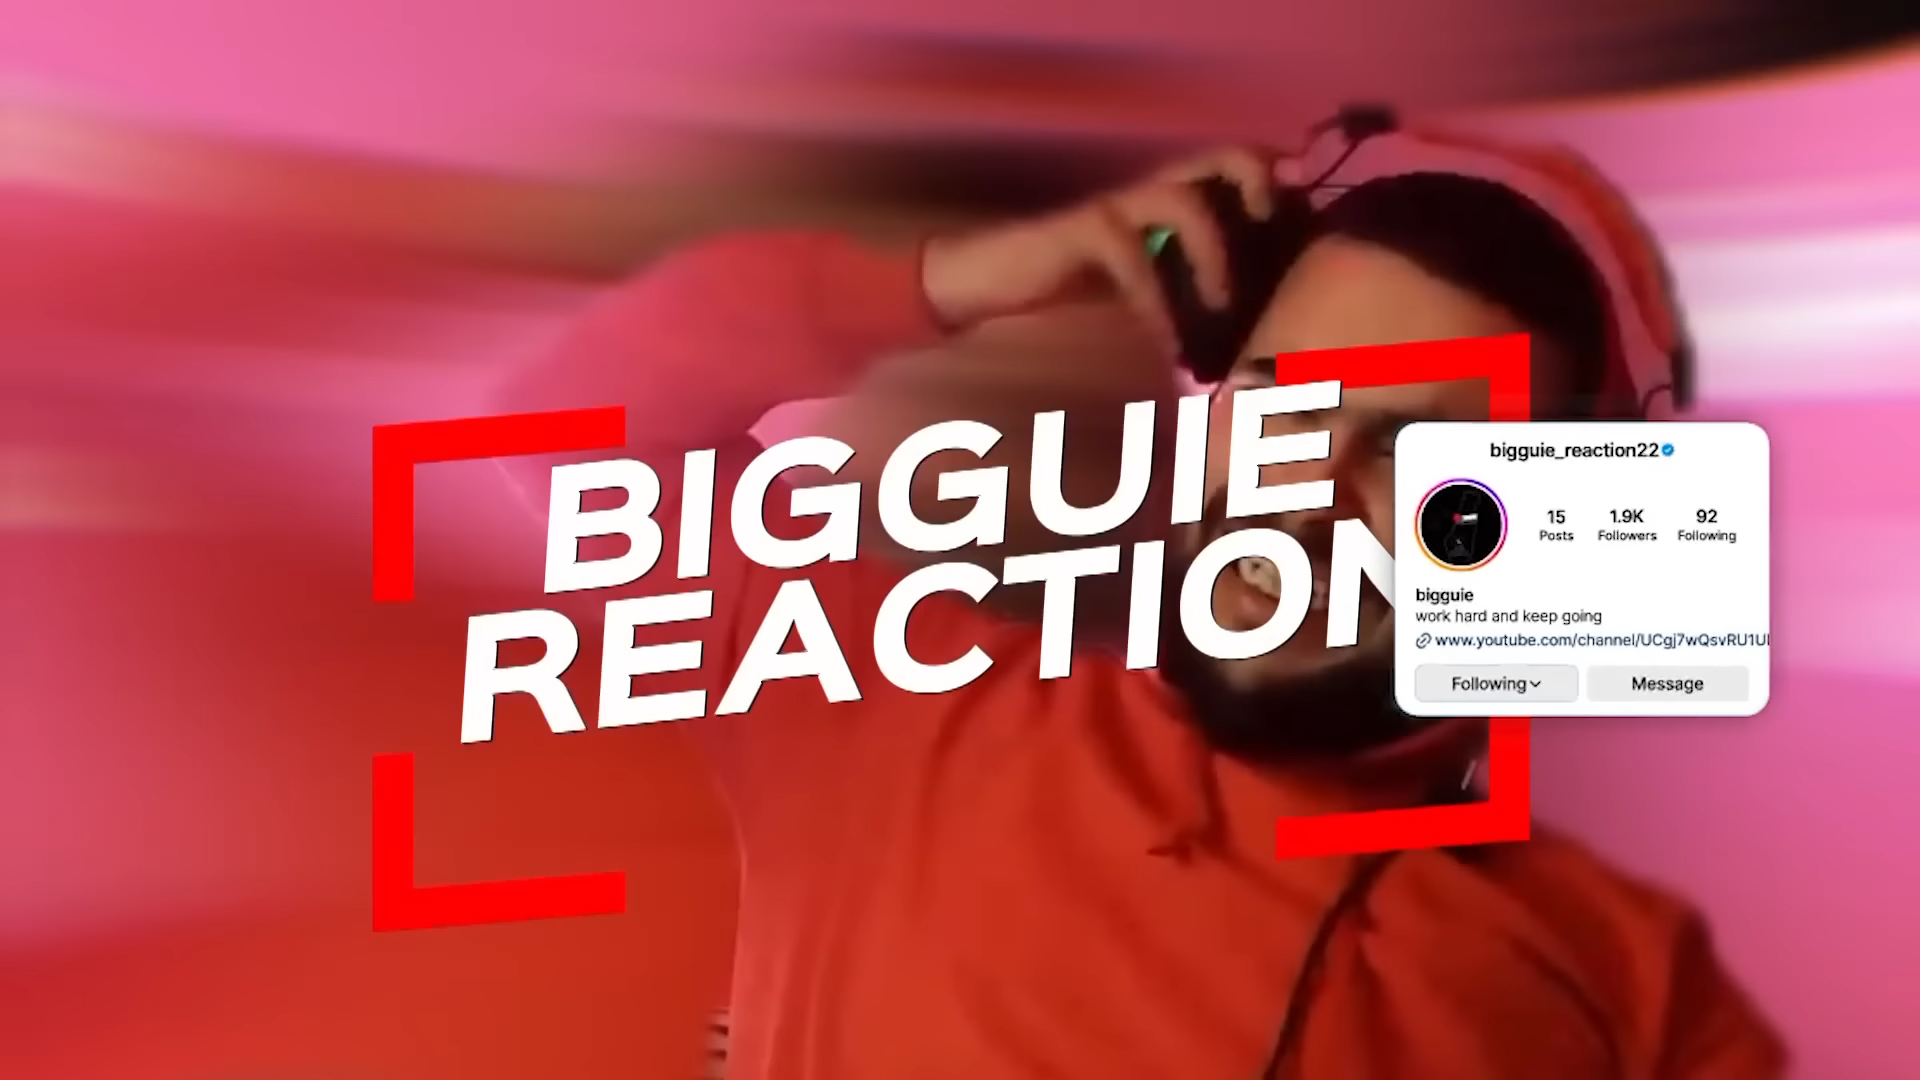 BIGGUIE
REACTION
bigguie_reaction22
15 1.9K 92
Posts Followers Following
bigguie
work hard and keep going
www.youtube.com/channel/UCgj7wQsvRU1U
Following Message